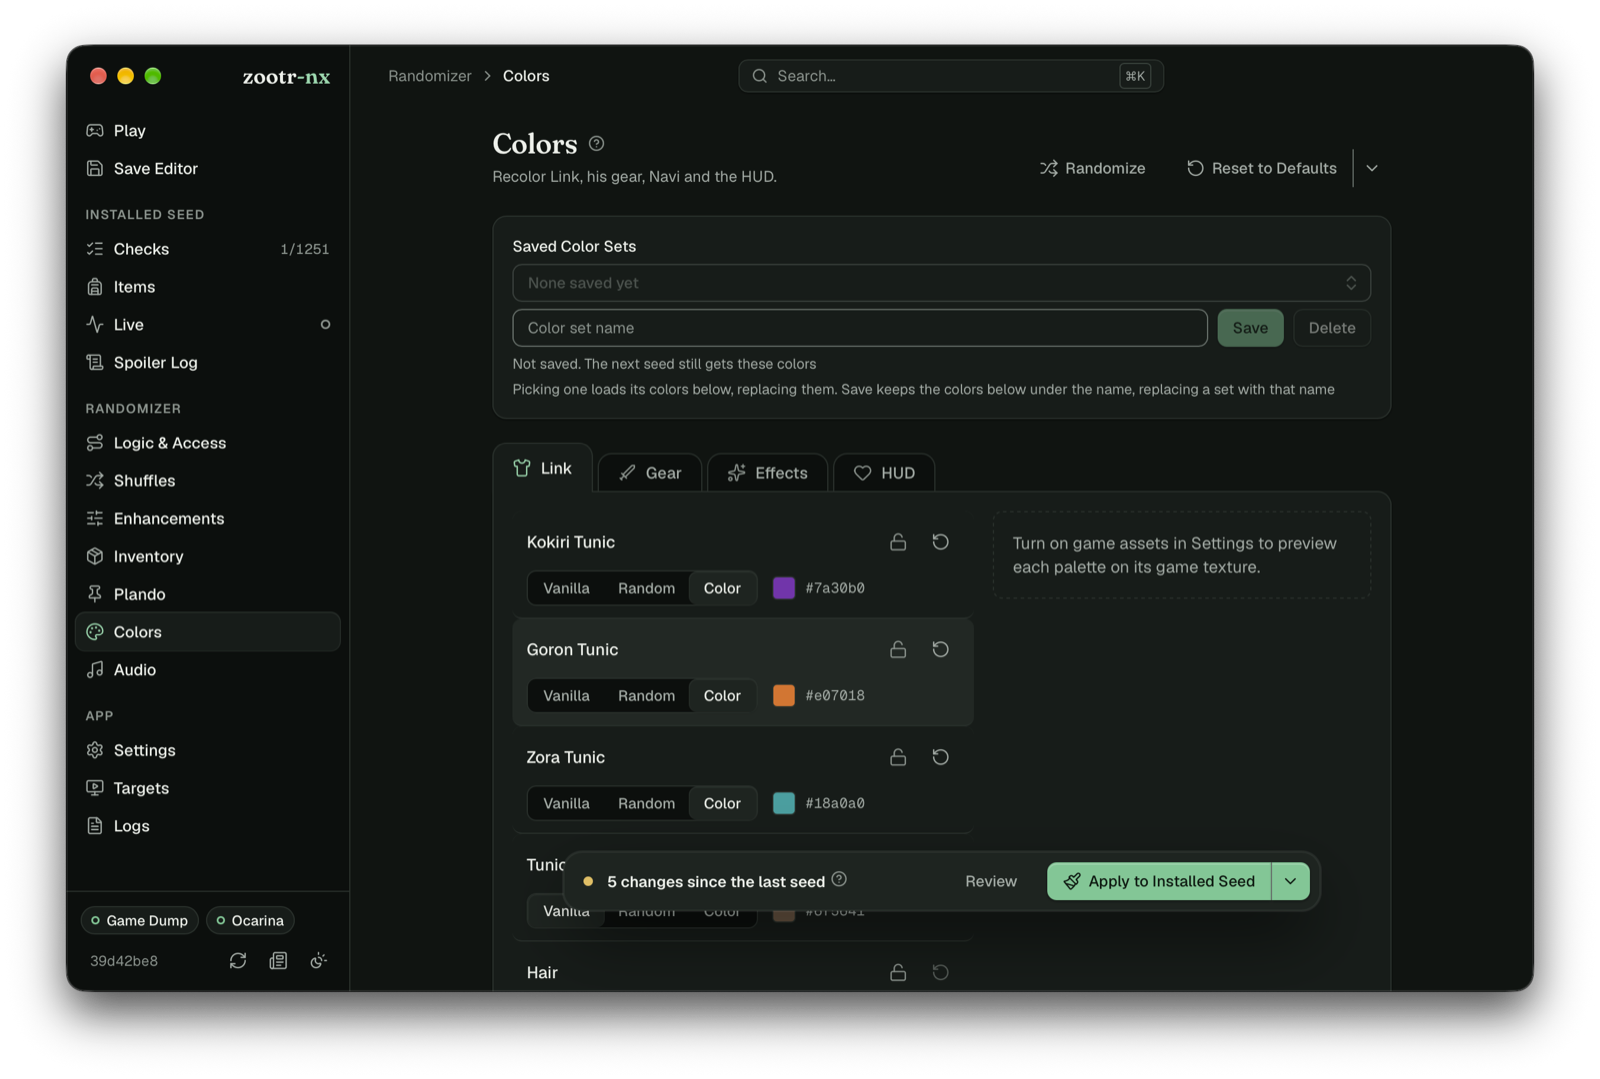 zootr-nx
Play
Save Editor
INSTALLED SEED
Checks 1/1251
Items
Live
Spoiler Log
RANDOMIZER
Logic & Access
Shuffles
Enhancements
Inventory
Plando
Colors
Audio
APP
Settings
Targets
Logs
Game Dump Ocarina
39d42be8
Randomizer > Colors
Search... ⌘K
Colors
Recolor Link, his gear, Navi and the HUD.
Randomize Reset to Defaults
Saved Color Sets
None saved yet
Color set name Save Delete
Not saved. The next seed still gets these colors
Picking one loads its colors below, replacing them. Save keeps the colors below under the name, replacing a set with that name
Link Gear Effects HUD
Kokiri Tunic
Vanilla Random Color #7a30b0
Turn on game assets in Settings to preview
each palette on its game texture.
Goron Tunic
Vanilla Random Color #e07018
Zora Tunic
Vanilla Random Color #18a0a0
Tunic
5 changes since the last seed Review Apply to Installed Seed
Vanilla Random Color
Hair